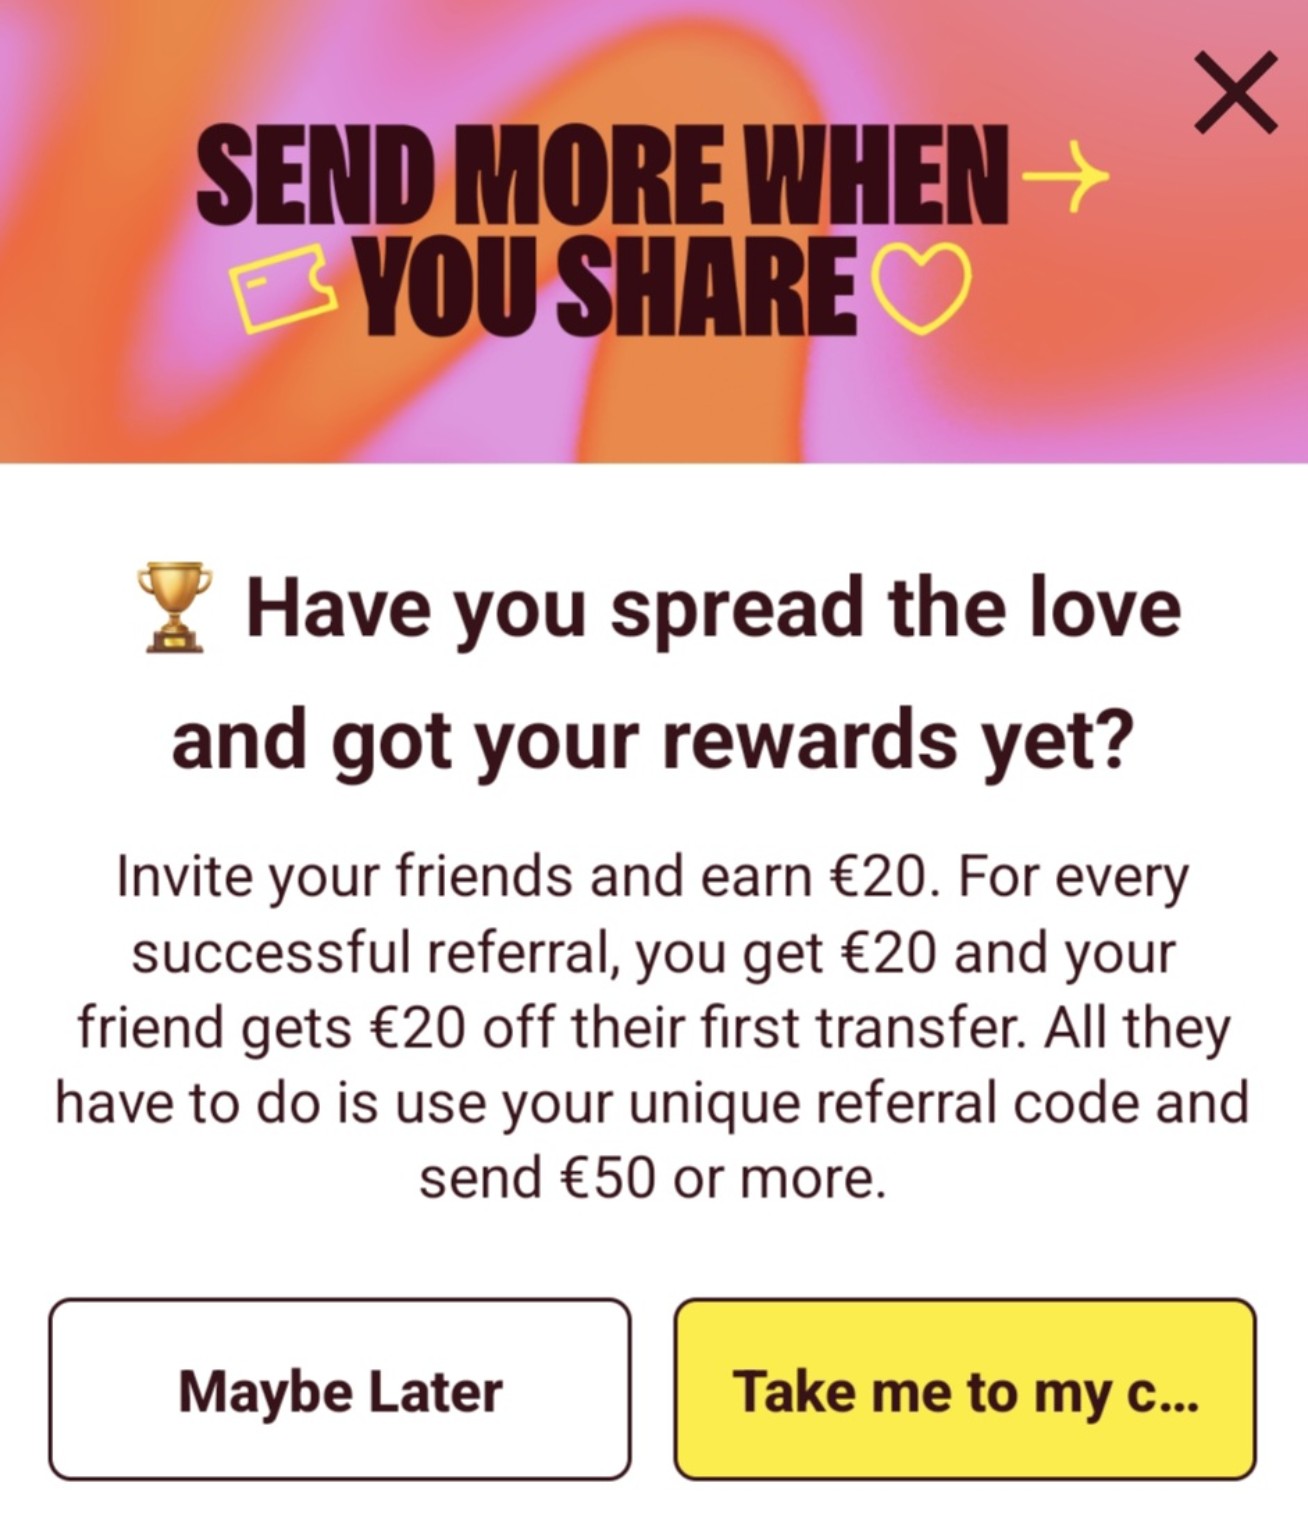 SEND MORE WHEN
YOU SHARE
🏆 Have you spread the love
and got your rewards yet?
Invite your friends and earn €20. For every
successful referral, you get €20 and your
friend gets €20 off their first transfer. All they
have to do is use your unique referral code and
send €50 or more.
Maybe Later
Take me to my c...